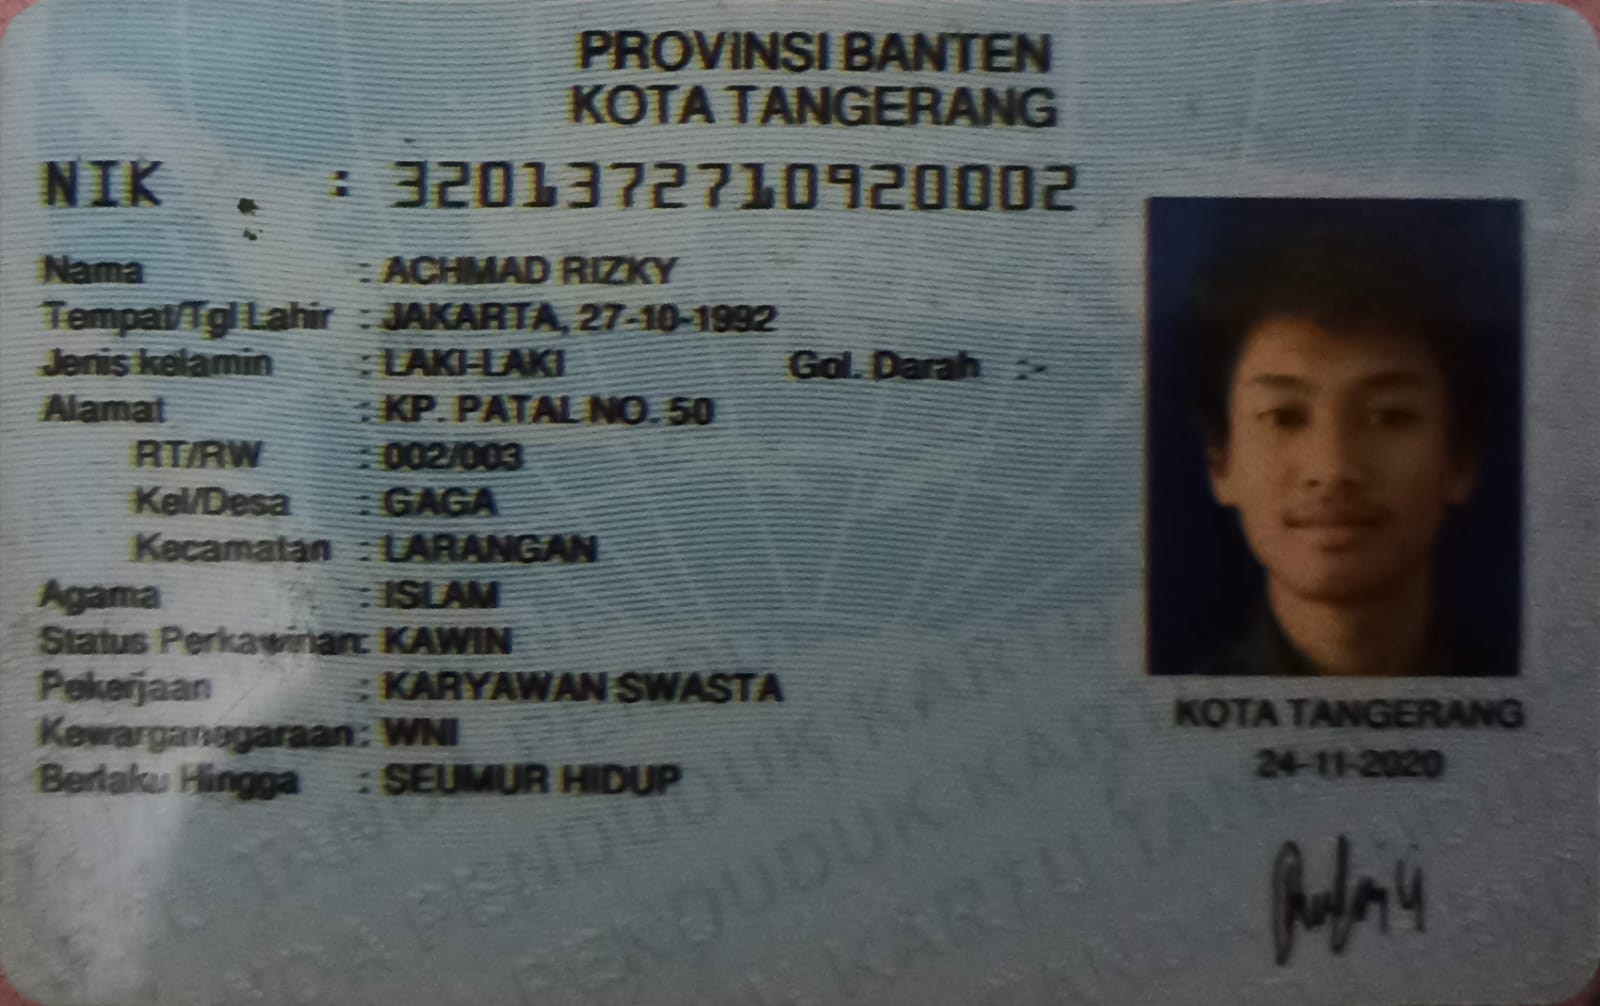 PROVINSI BANTEN
KOTA TANGERANG
NIK : 3201372710920002
Nama : ACHMAD RIZKY
Tempat/Tgl Lahir : JAKARTA, 27-10-1992
Jenis kelamin : LAKI-LAKI Gol. Darah :-
Alamat : KP. PATAL NO. 50
RT/RW : 002/003
Kel/Desa : GAGA
Kecamatan : LARANGAN
Agama : ISLAM
Status Perkawinan: KAWIN
Pekerjaan : KARYAWAN SWASTA
Kewarganegaraan: WNI
Berlaku Hingga : SEUMUR HIDUP
KOTA TANGERANG
24-11-2020